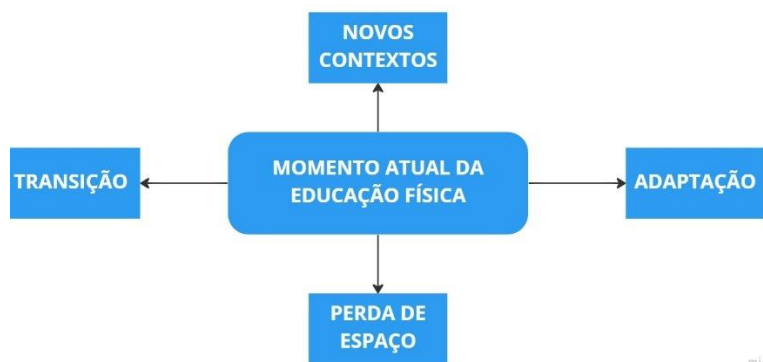 NOVOS
CONTEXTOS
TRANSIÇÃO
MOMENTO ATUAL DA
EDUCAÇÃO FÍSICA
ADAPTAÇÃO
PERDA DE
ESPAÇO